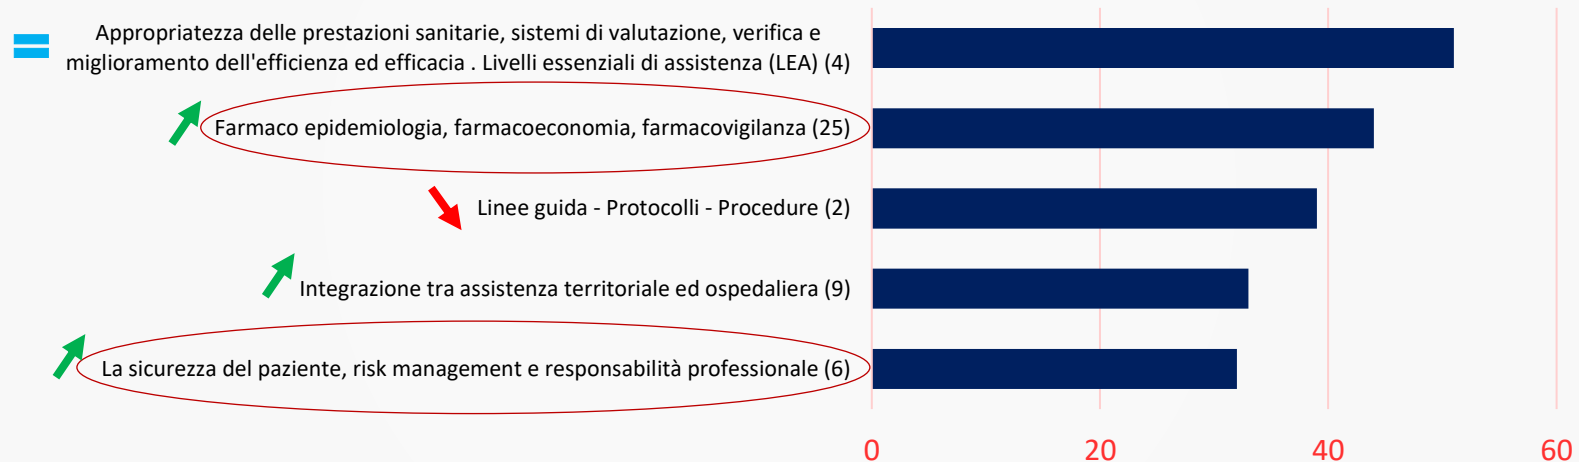 Appropriatezza delle prestazioni sanitarie, sistemi di valutazione, verifica e
miglioramento dell'efficienza ed efficacia . Livelli essenziali di assistenza (LEA) (4)
Farmaco epidemiologia, farmacoeconomia, farmacovigilanza (25)
Linee guida - Protocolli - Procedure (2)
Integrazione tra assistenza territoriale ed ospedaliera (9)
La sicurezza del paziente, risk management e responsabilità professionale (6)
0 20 40 60